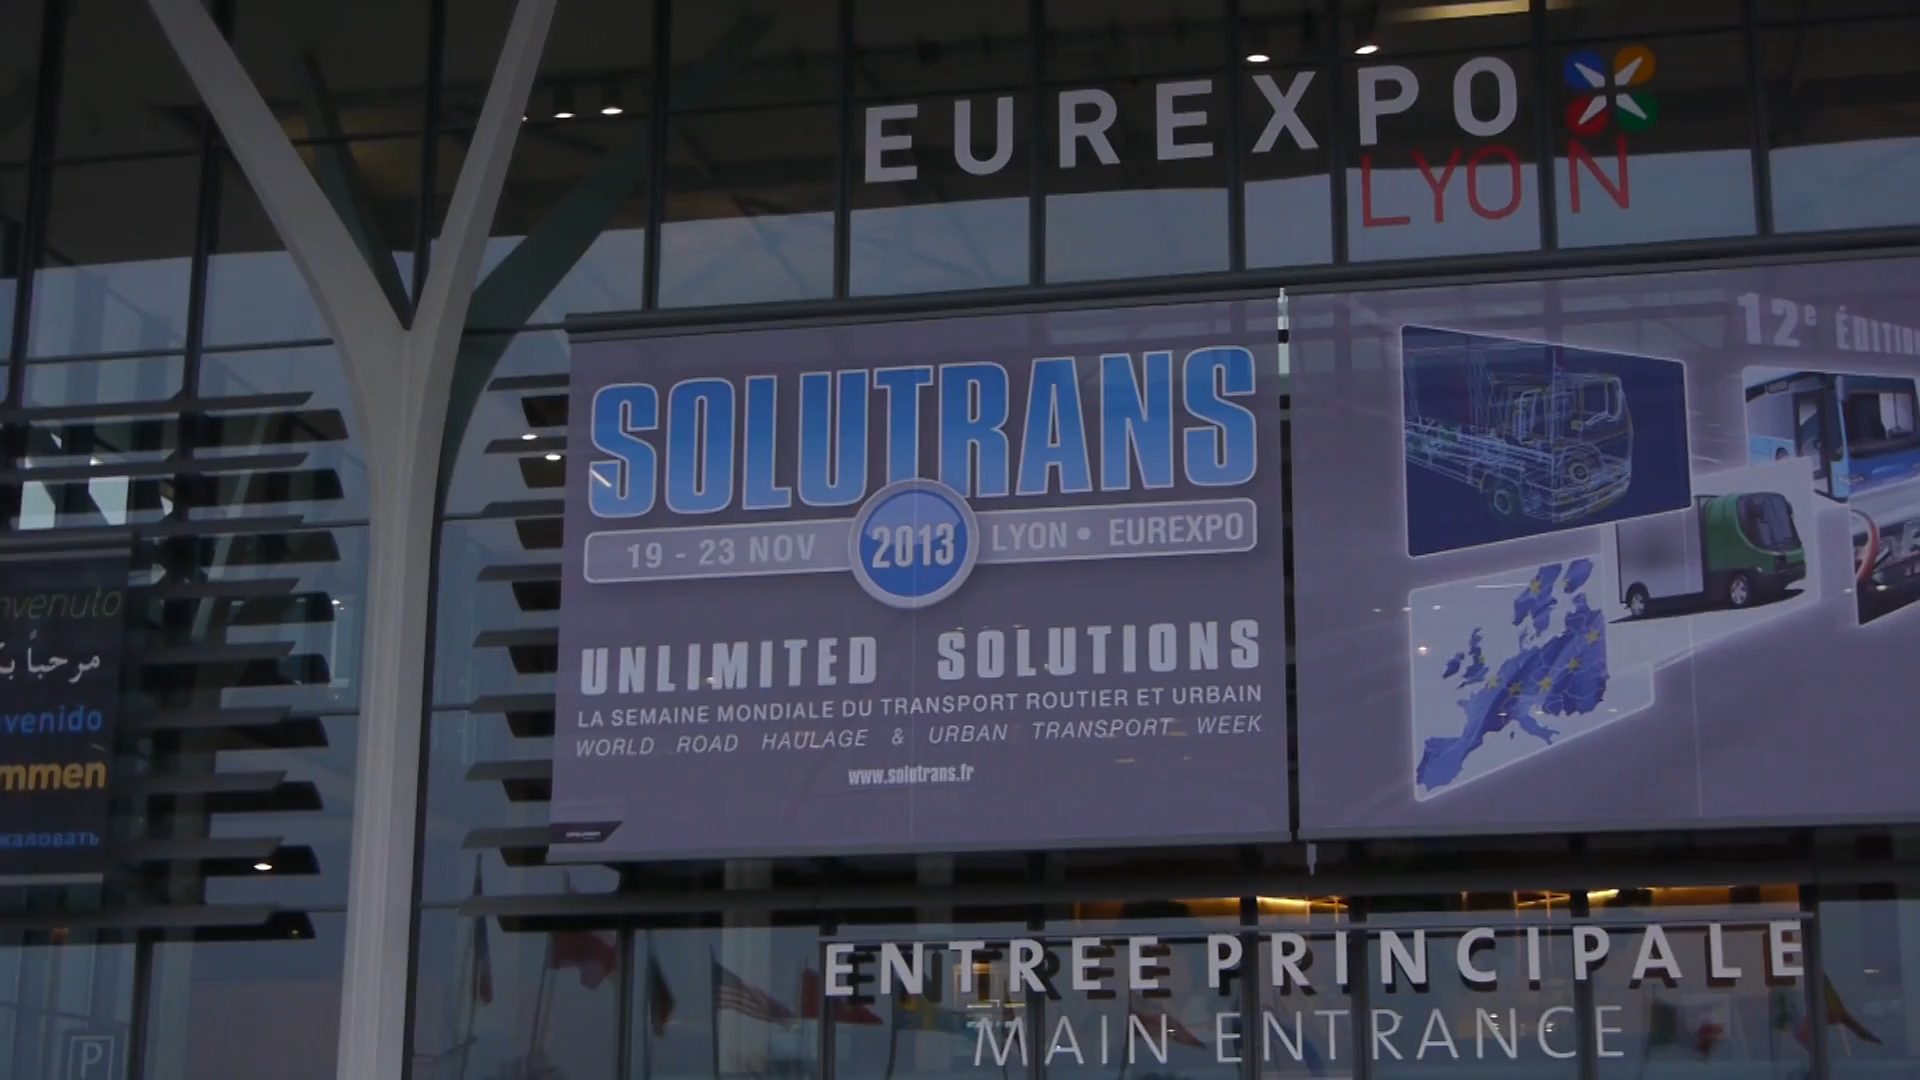 EUREXPO
LYON
12e ÉDITION
SOLUTRANS
19 - 23 NOV 2013 LYON • EUREXPO
UNLIMITED SOLUTIONS
LA SEMAINE MONDIALE DU TRANSPORT ROUTIER ET URBAIN
WORLD ROAD HAULAGE & URBAN TRANSPORT WEEK
www.solutrans.fr
nvenuto
مرحباً بك
venido
mmen
жаловать
ENTREE PRINCIPALE
MAIN ENTRANCE
P